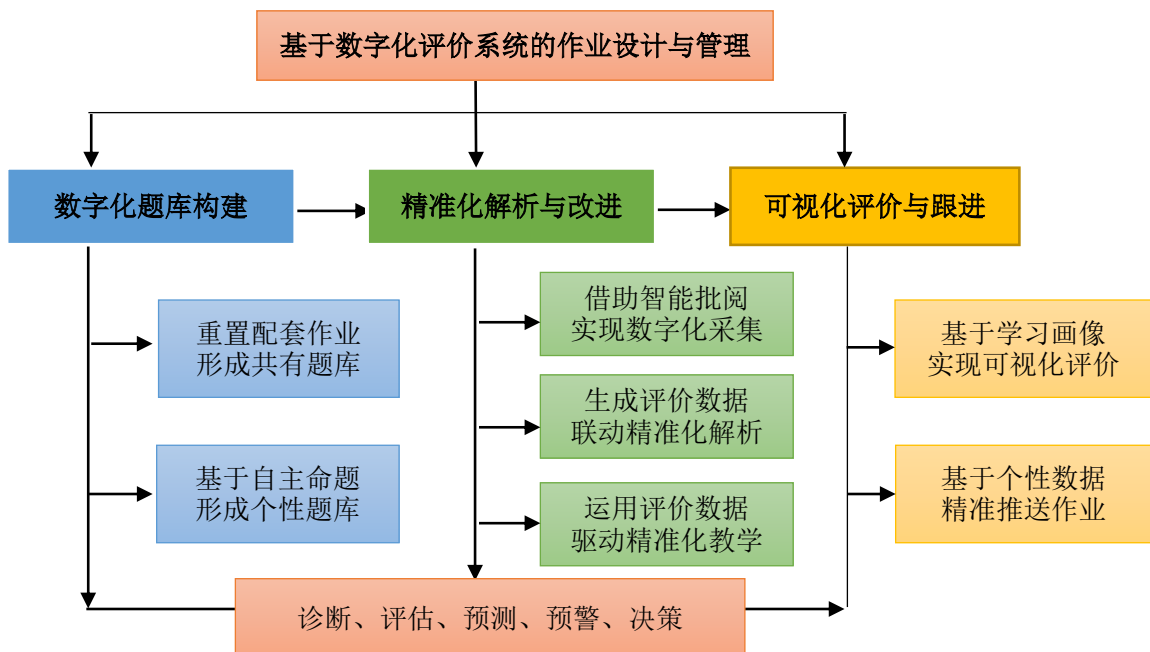 基于数字化评价系统的作业设计与管理
数字化题库构建
精准化解析与改进
可视化评价与跟进
重置配套作业
形成共有题库
基于自主命题
形成个性题库
借助智能批阅
实现数字化采集
生成评价数据
联动精准化解析
运用评价数据
驱动精准化教学
基于学习画像
实现可视化评价
基于个性数据
精准推送作业
诊断、评估、预测、预警、决策